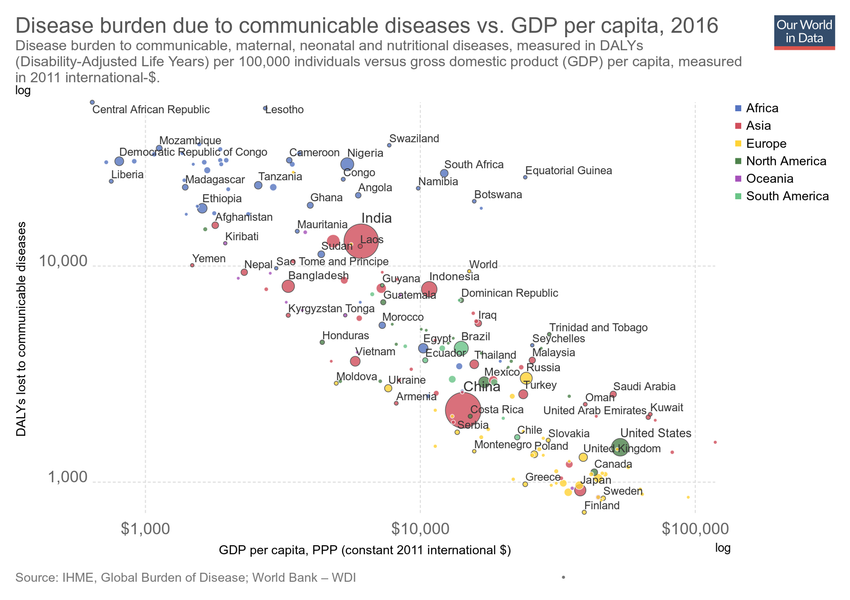 Disease burden due to communicable diseases vs. GDP per capita, 2016
Our World
in Data
Disease burden to communicable, maternal, neonatal and nutritional diseases, measured in DALYs
(Disability-Adjusted Life Years) per 100,000 individuals versus gross domestic product (GDP) per capita, measured
in 2011 international-$.
log
Central African Republic
Lesotho
Africa
Asia
Europe
North America
Oceania
South America
Mozambique
Swaziland
Democratic Republic of Congo
Cameroon
Nigeria
South Africa
Equatorial Guinea
Liberia
Madagascar
Tanzania
Congo
Angola
Namibia
Botswana
Ethiopia
Ghana
Afghanistan
Mauritania
India
Kiribati
Sudan
Laos
Yemen
Nepal
Sao Tome and Principe
World
10,000
Bangladesh
Guyana
Indonesia
Guatemala
Dominican Republic
Kyrgyzstan
Tonga
Morocco
Iraq
Honduras
Egypt
Brazil
Trinidad and Tobago
Seychelles
Vietnam
Ecuador
Thailand
Malaysia
Moldova
Ukraine
Mexico
Russia
China
Turkey
Saudi Arabia
Armenia
Costa Rica
Oman
United Arab Emirates
Kuwait
Serbia
Chile
Slovakia
United States
Montenegro
Poland
United Kingdom
Canada
1,000
Greece
Japan
Sweden
Finland
DALYs lost to communicable diseases
$1,000
$10,000
$100,000
GDP per capita, PPP (constant 2011 international $)
log
Source: IHME, Global Burden of Disease; World Bank – WDI